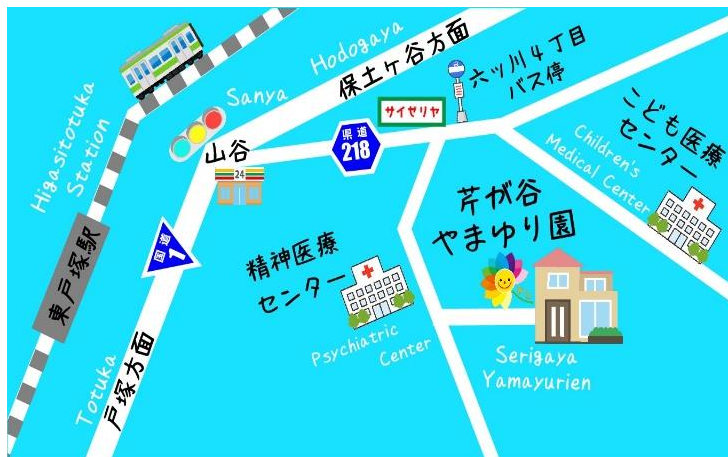 Hodogaya
保土ヶ谷方面
六ッ川4丁目
バス停
サイゼリヤ
Sanya
山谷
24
県道
218
こども医療
センター
Children's
Medical Center
Higasitotuka
Station
東戸塚駅
国道
1
精神医療
センター
Psychiatric
Center
芹が谷
やまゆり園
Serigaya
Yamayurien
Totuka
戸塚方面